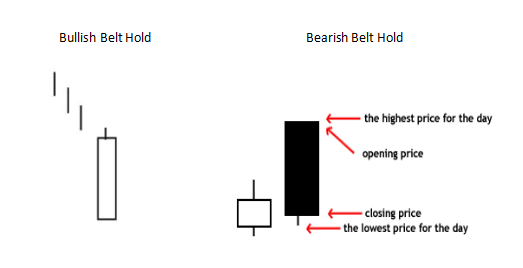 Bullish Belt Hold
Bearish Belt Hold
the highest price for the day
opening price
closing price
the lowest price for the day